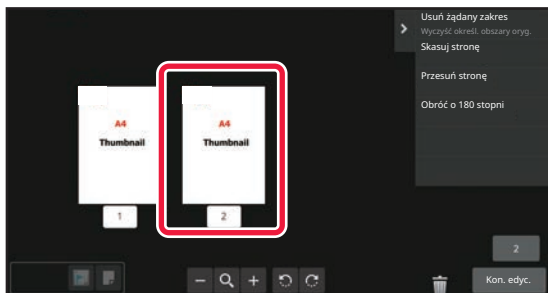 Usuń żądany zakres
Wyczyść określ. obszary oryg.
Skasuj stronę
Przesuń stronę
Obróć o 180 stopni
A4
Thumbnail
A4
Thumbnail
1
2
2
Kon. edyc.